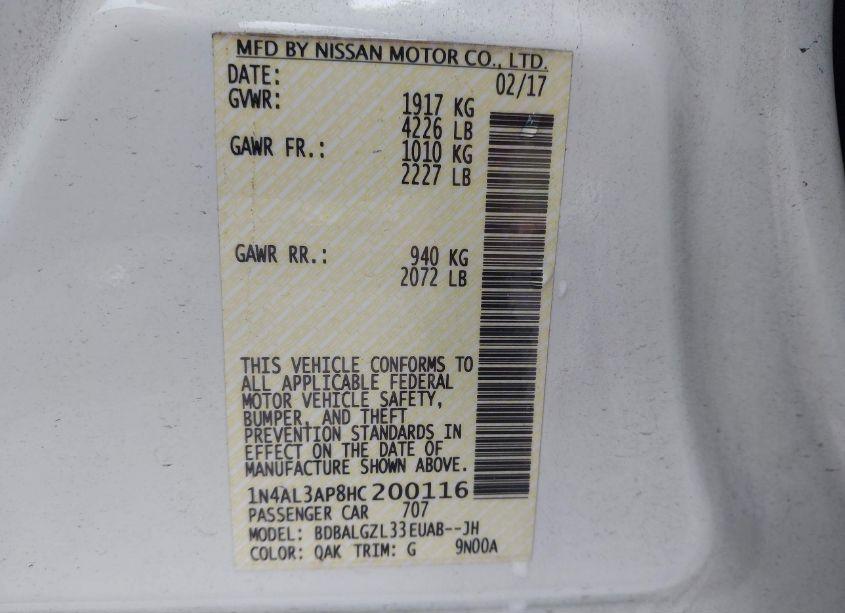 MFD BY NISSAN MOTOR CO., LTD.
DATE: 02/17
GVWR: 1917 KG
4226 LB
GAWR FR.: 1010 KG
2227 LB
GAWR RR.: 940 KG
2072 LB
THIS VEHICLE CONFORMS TO
ALL APPLICABLE FEDERAL
MOTOR VEHICLE SAFETY,
BUMPER, AND THEFT
PREVENTION STANDARDS IN
EFFECT ON THE DATE OF
MANUFACTURE SHOWN ABOVE.
1N4AL3AP8HC200116
PASSENGER CAR 707
MODEL: BDBALGZL33EUAB--JH
COLOR: QAK TRIM: G 9N00A